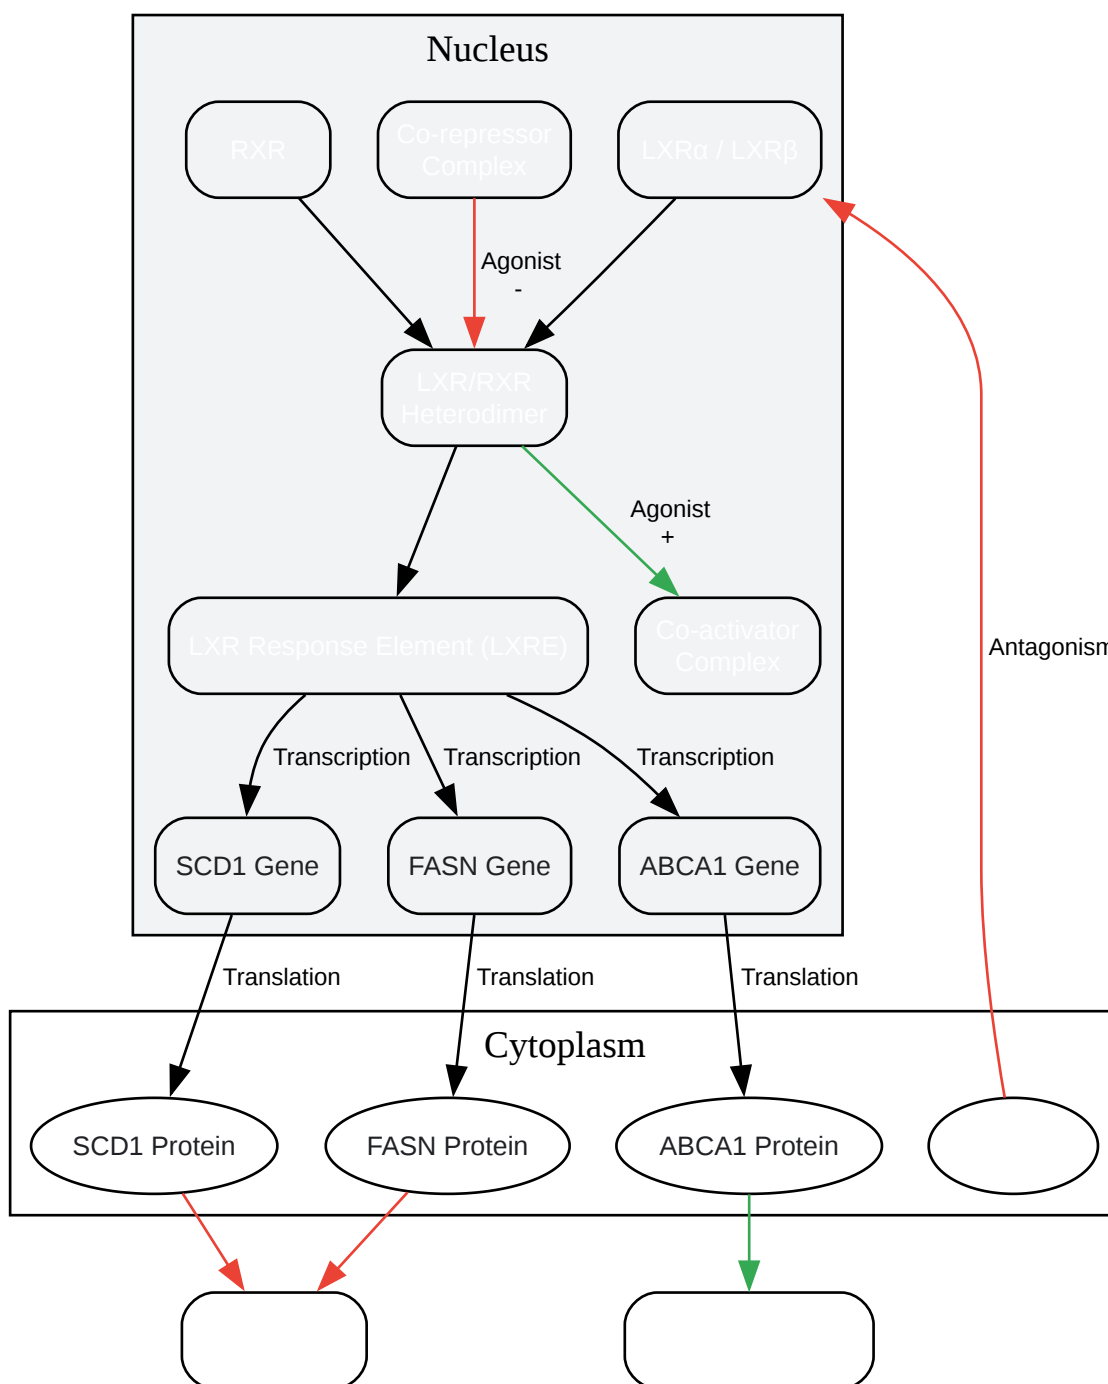 Nucleus
RXR
Co-repressor
Complex
LXRα / LXRβ
Agonist
-
LXR/RXR
Heterodimer
Agonist
+
LXR Response Element (LXRE)
Co-activator
Complex
Antagonism
Transcription
Transcription
Transcription
SCD1 Gene
FASN Gene
ABCA1 Gene
Translation
Translation
Translation
Cytoplasm
SCD1 Protein
FASN Protein
ABCA1 Protein